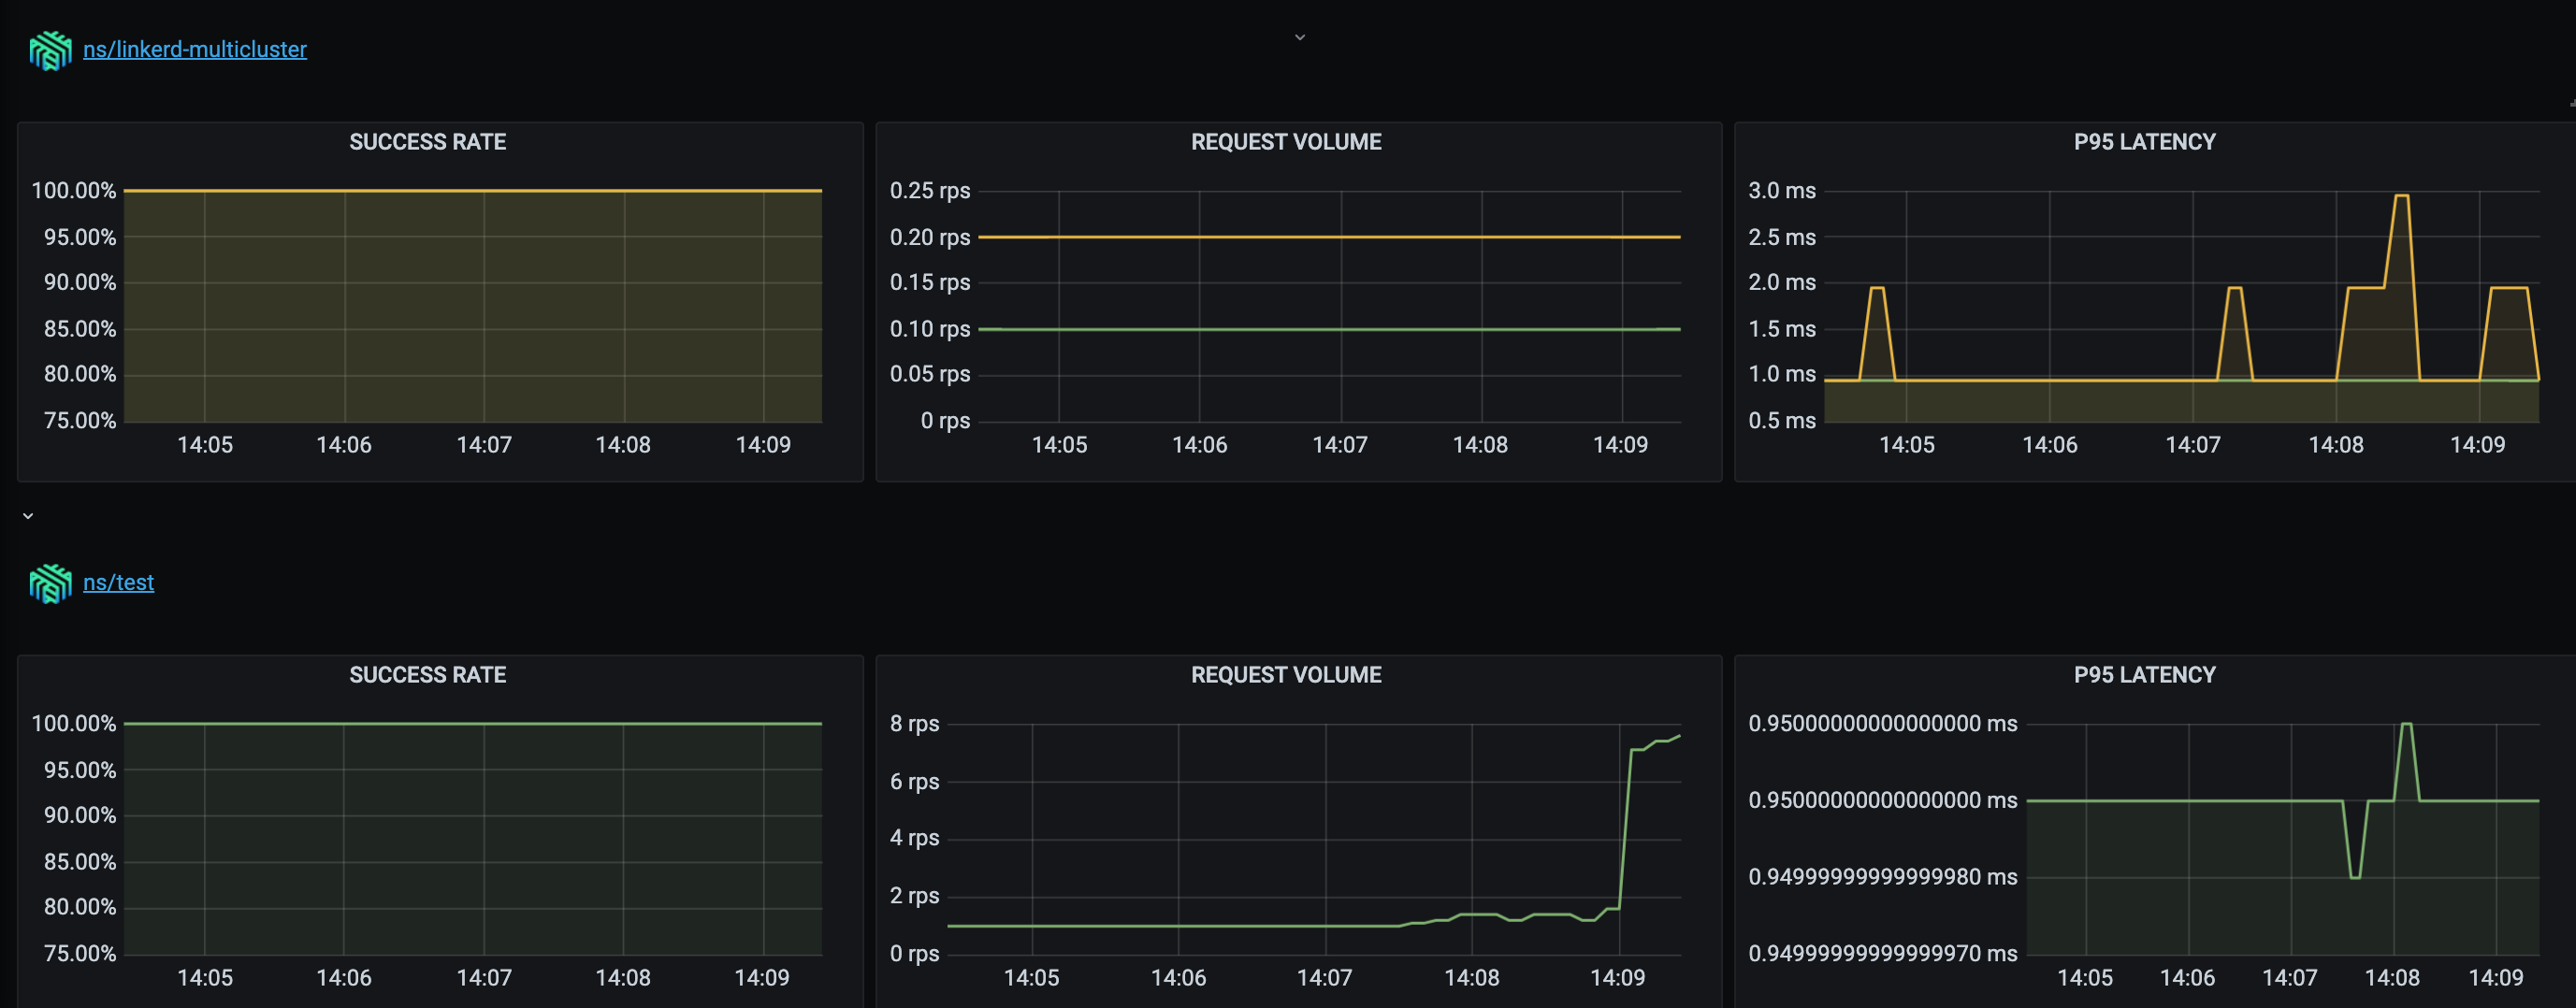 ns/linkerd-multicluster
SUCCESS RATE
100.00%
95.00%
90.00%
85.00%
80.00%
75.00%
14:05 14:06 14:07 14:08 14:09
REQUEST VOLUME
0.25 rps
0.20 rps
0.15 rps
0.10 rps
0.05 rps
0 rps
14:05 14:06 14:07 14:08 14:09
P95 LATENCY
3.0 ms
2.5 ms
2.0 ms
1.5 ms
1.0 ms
0.5 ms
14:05 14:06 14:07 14:08 14:09
ns/test
SUCCESS RATE
100.00%
95.00%
90.00%
85.00%
80.00%
75.00%
14:05 14:06 14:07 14:08 14:09
REQUEST VOLUME
8 rps
6 rps
4 rps
2 rps
0 rps
14:05 14:06 14:07 14:08 14:09
P95 LATENCY
0.95000000000000000 ms
0.95000000000000000 ms
0.94999999999999980 ms
0.94999999999999970 ms
14:05 14:06 14:07 14:08 14:09